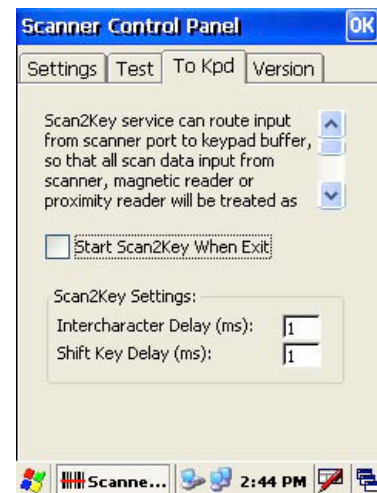 Scanner Control Panel OK
Settings Test To Kpd Version
Scan2Key service can route input
from scanner port to keypad buffer,
so that all scan data input from
scanner, magnetic reader or
proximity reader will be treated as
Start Scan2Key When Exit
Scan2Key Settings:
Intercharacter Delay (ms): 1
Shift Key Delay (ms): 1
Scanne... 2:44 PM